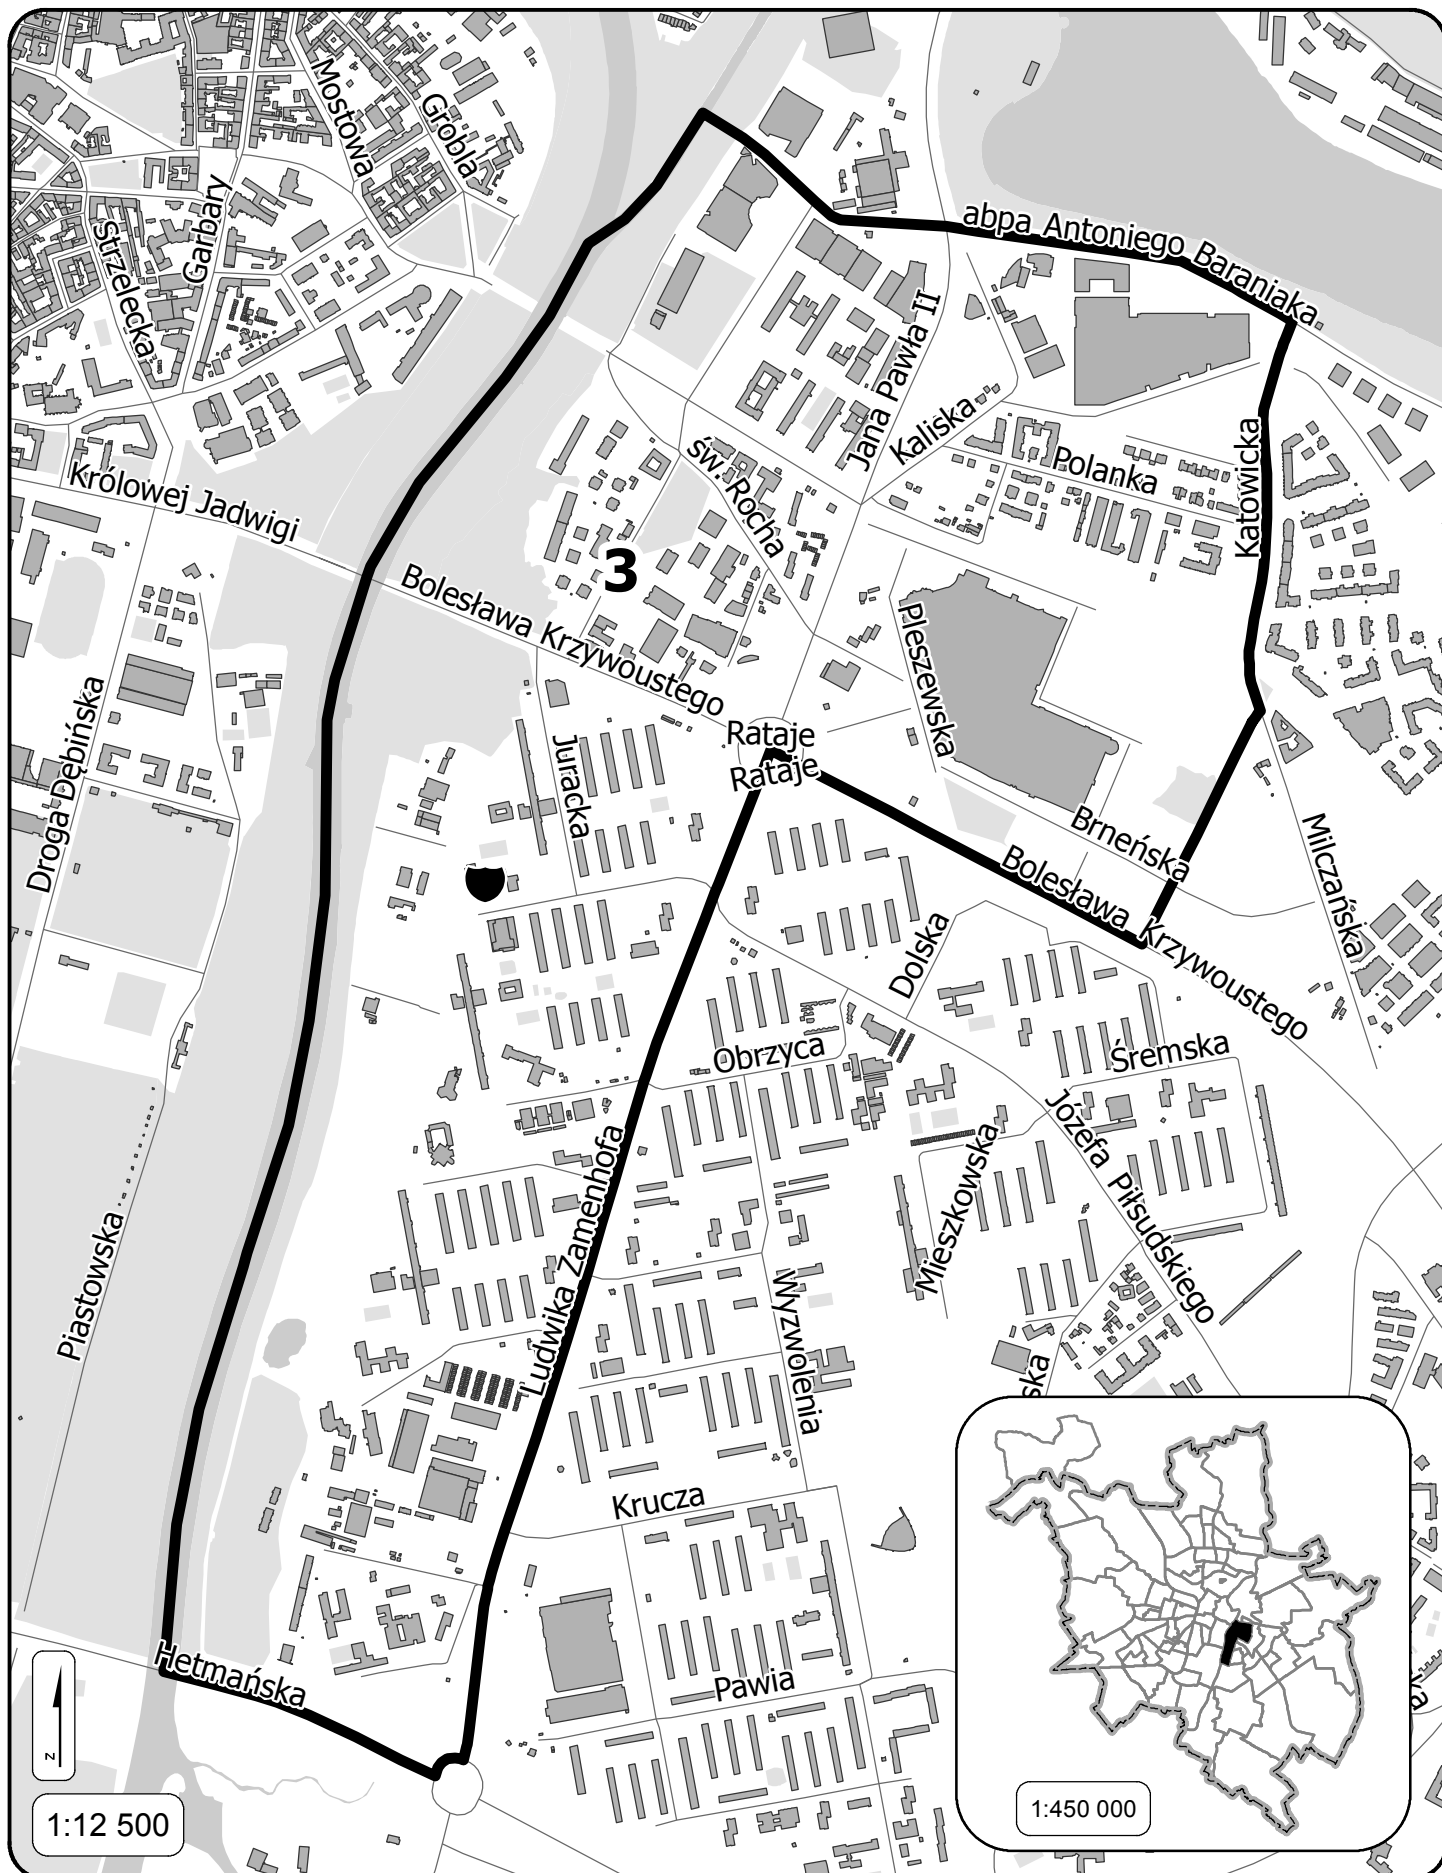 Mostowa
Grobla
Garbary
Strzelecka
abpa Antoniego Baraniaka
Jana Pawła II
Kaliska
Polanka
Katowicka
św. Rocha
Królowej Jadwigi
3
Bolesława Krzywoustego
Pleszewska
Rataje
Rataje
Juracka
Droga Dębińska
Brneńska
Bolesława Krzywoustego
Milczańska
Dolska
Obrzyca
Śremska
Józefa Piłsudskiego
Mieszkowska
Ludwika Zamenhofa
Piastowska
Wyzwolenia
ska
Krucza
Pawia
Hetmańska
ka
z
1:12 500
1:450 000